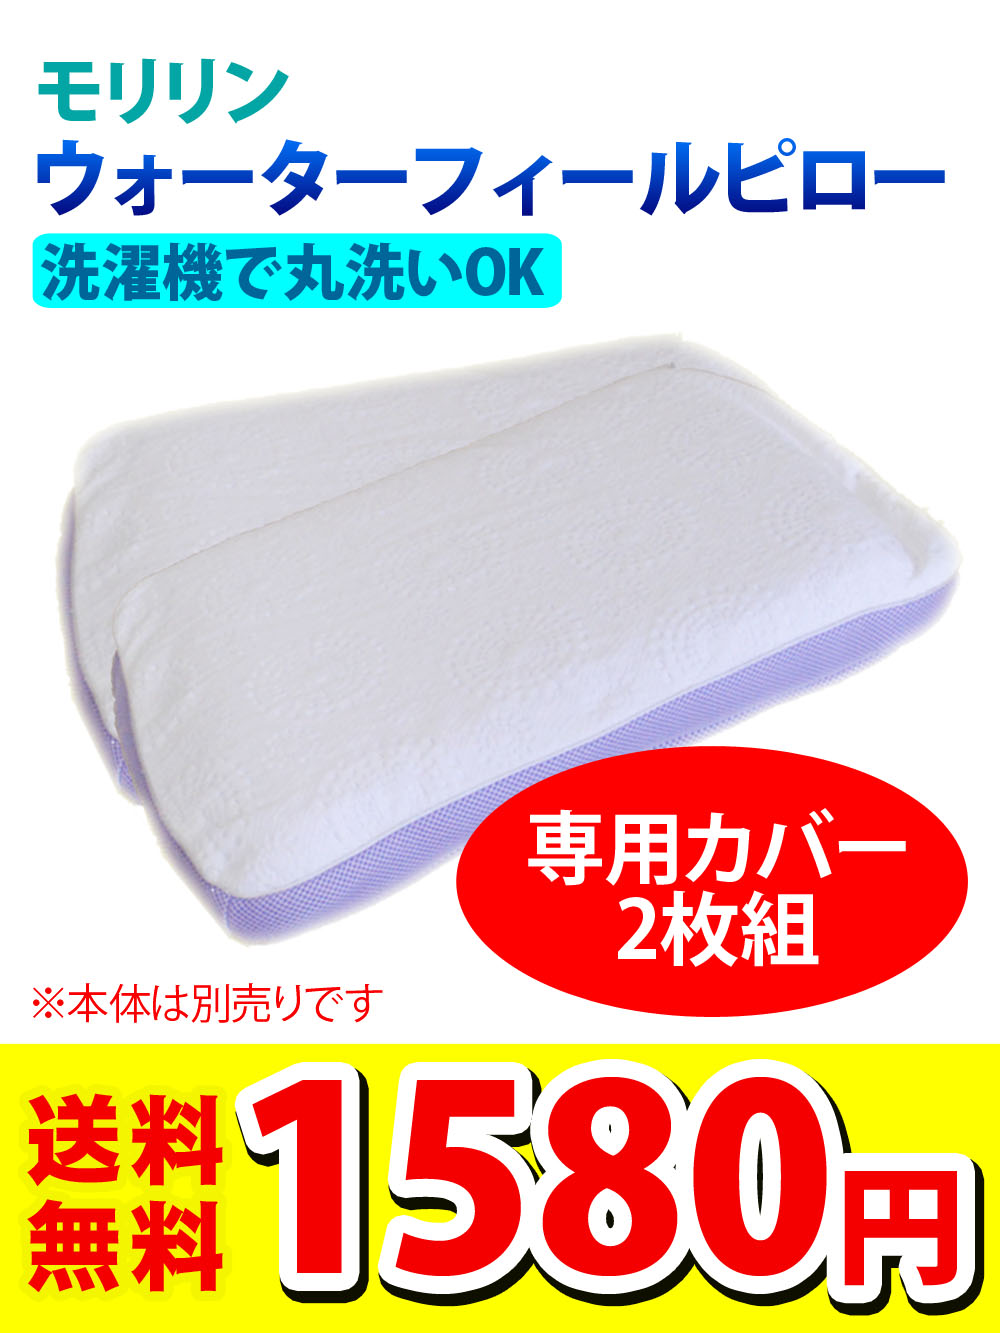 モリリン
ウォーターフィールピロー
洗濯機で丸洗いOK
専用カバー
2枚組
※本体は別売りです
送料
無料
1580円